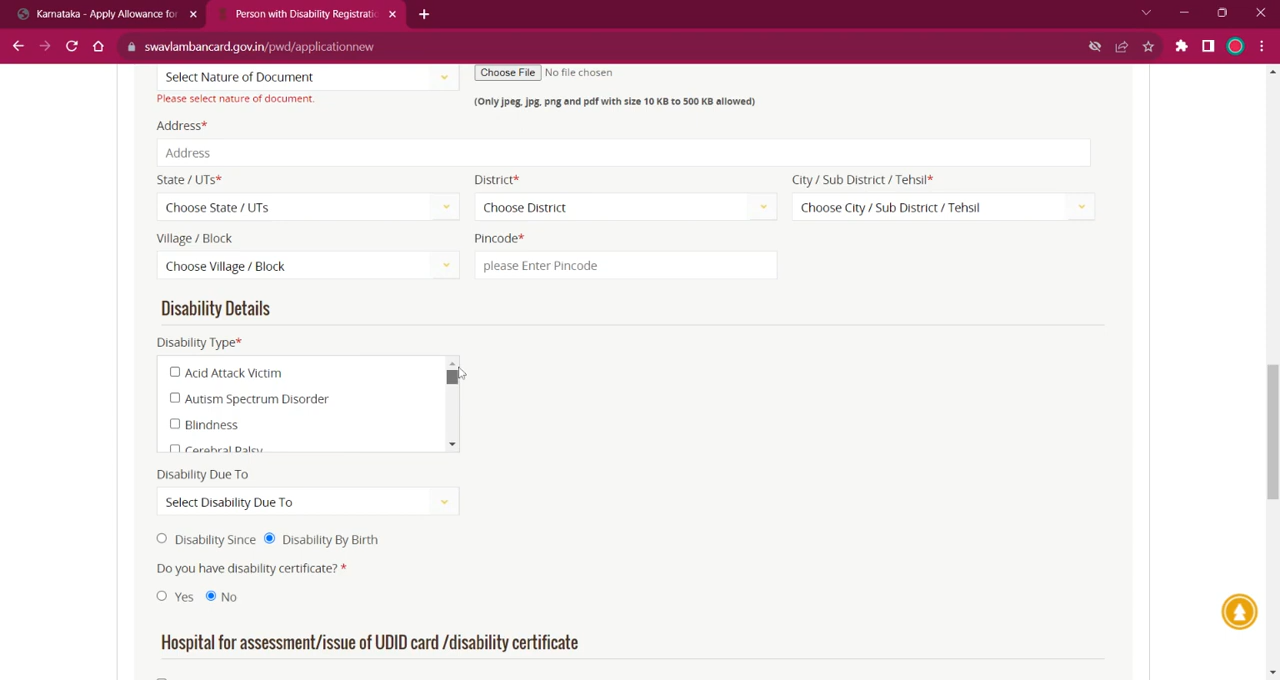 Karnataka - Apply Allowance for
Person with Disability Registratio
swavlambancard.gov.in/pwd/applicationnew
Select Nature of Document
Choose File No file chosen
Please select nature of document.
(Only jpeg, jpg, png and pdf with size 10 KB to 500 KB allowed)
Address*
Address
State / UTs* District* City / Sub District / Tehsil*
Choose State / UTs Choose District Choose City / Sub District / Tehsil
Village / Block Pincode*
Choose Village / Block please Enter Pincode
Disability Details
Disability Type*
Acid Attack Victim
Autism Spectrum Disorder
Blindness
Cerebral Palsy
Disability Due To
Select Disability Due To
Disability Since Disability By Birth
Do you have disability certificate? *
Yes No
Hospital for assessment/issue of UDID card /disability certificate